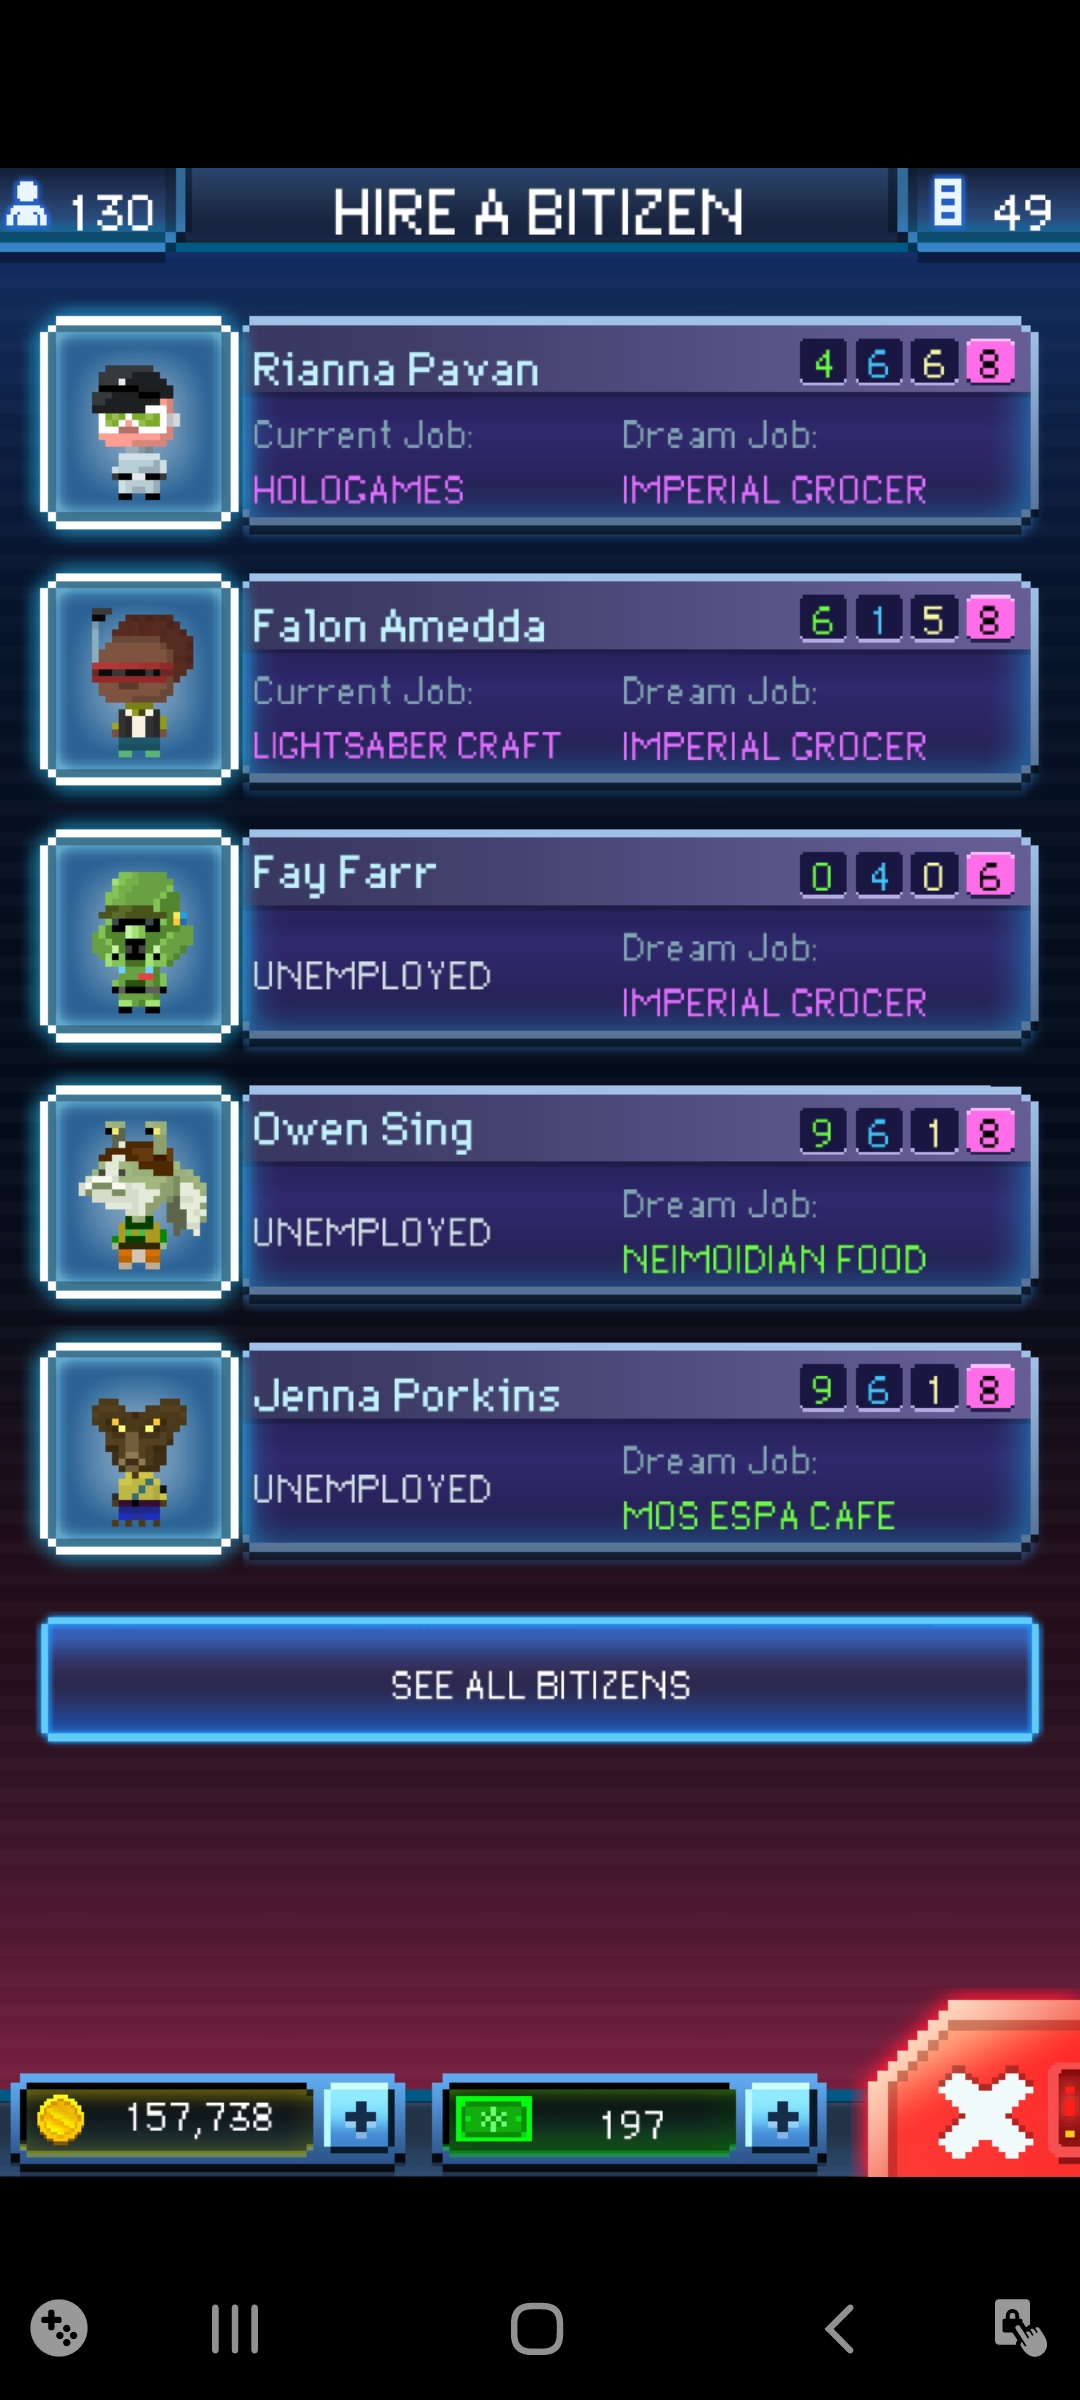 130
HIRE A BITIZEN
49
Rianna Pavan
4 6 6 8
Current Job:
Dream Job:
HOLOGAMES
IMPERIAL GROCER
Falon Amedda
6 1 5 8
Current Job:
Dream Job:
LIGHTSABER CRAFT
IMPERIAL GROCER
Fay Farr
0 4 0 6
UNEMPLOYED
Dream Job:
IMPERIAL GROCER
Owen Sing
9 6 1 8
UNEMPLOYED
Dream Job:
NEIMOIDIAN FOOD
Jenna Porkins
9 6 1 8
UNEMPLOYED
Dream Job:
MOS ESPA CAFE
SEE ALL BITIZENS
157,738
197